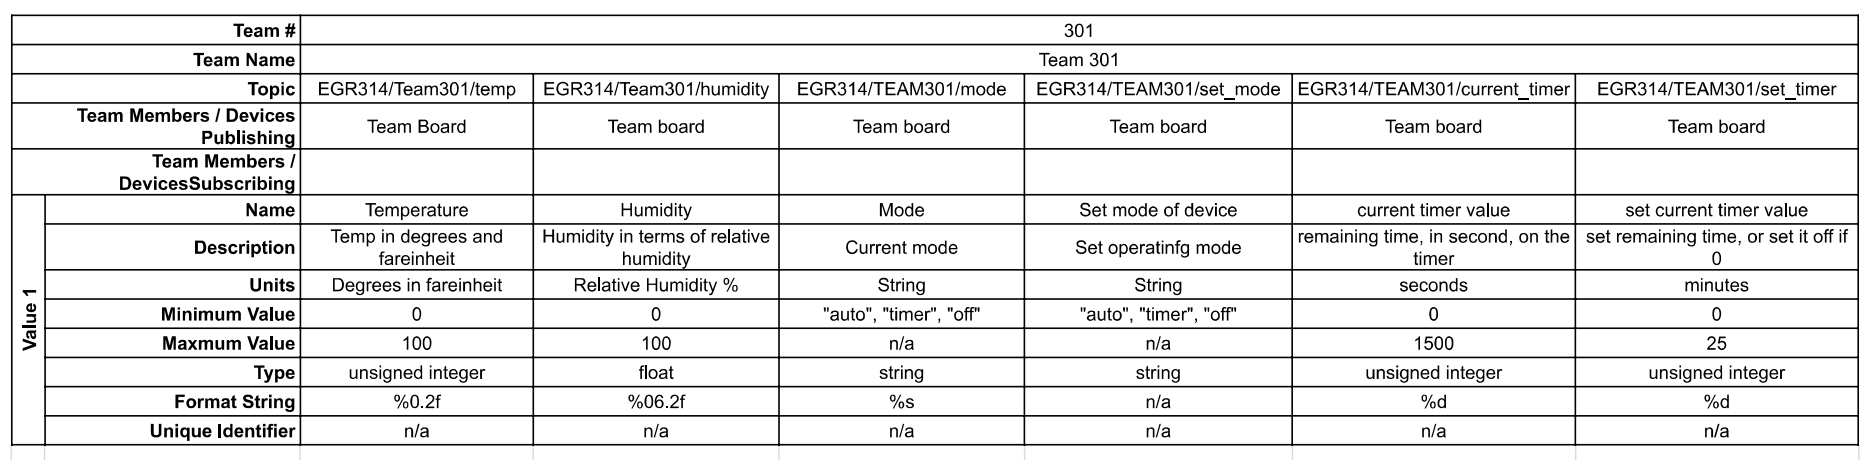 Team # 301
Team Name Team 301
Topic EGR314/Team301/temp EGR314/Team301/humidity EGR314/TEAM301/mode EGR314/TEAM301/set_mode EGR314/TEAM301/current_timer EGR314/TEAM301/set_timer
Team Members / Devices
Publishing Team Board Team board Team board Team board Team board Team board
Team Members /
DevicesSubscribing
Value 1
Name Temperature Humidity Mode Set mode of device current timer value set current timer value
Description Temp in degrees and
fareinheit Humidity in terms of relative
humidity Current mode Set operatinfg mode remaining time, in second, on the
timer set remaining time, or set it off if
0
Units Degrees in fareinheit Relative Humidity % String String seconds minutes
Minimum Value 0 0 "auto", "timer", "off" "auto", "timer", "off" 0 0
Maxmum Value 100 100 n/a n/a 1500 25
Type unsigned integer float string string unsigned integer unsigned integer
Format String %0.2f %06.2f %s n/a %d %d
Unique Identifier n/a n/a n/a n/a n/a n/a